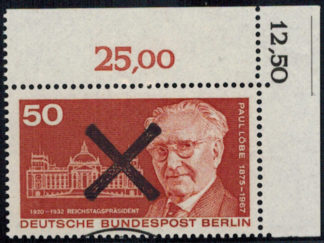 25,00
12,50
50
PAUL LÖBE 1875–1967
1920–1932 REICHSTAGSPRÄSIDENT
DEUTSCHE BUNDESPOST BERLIN